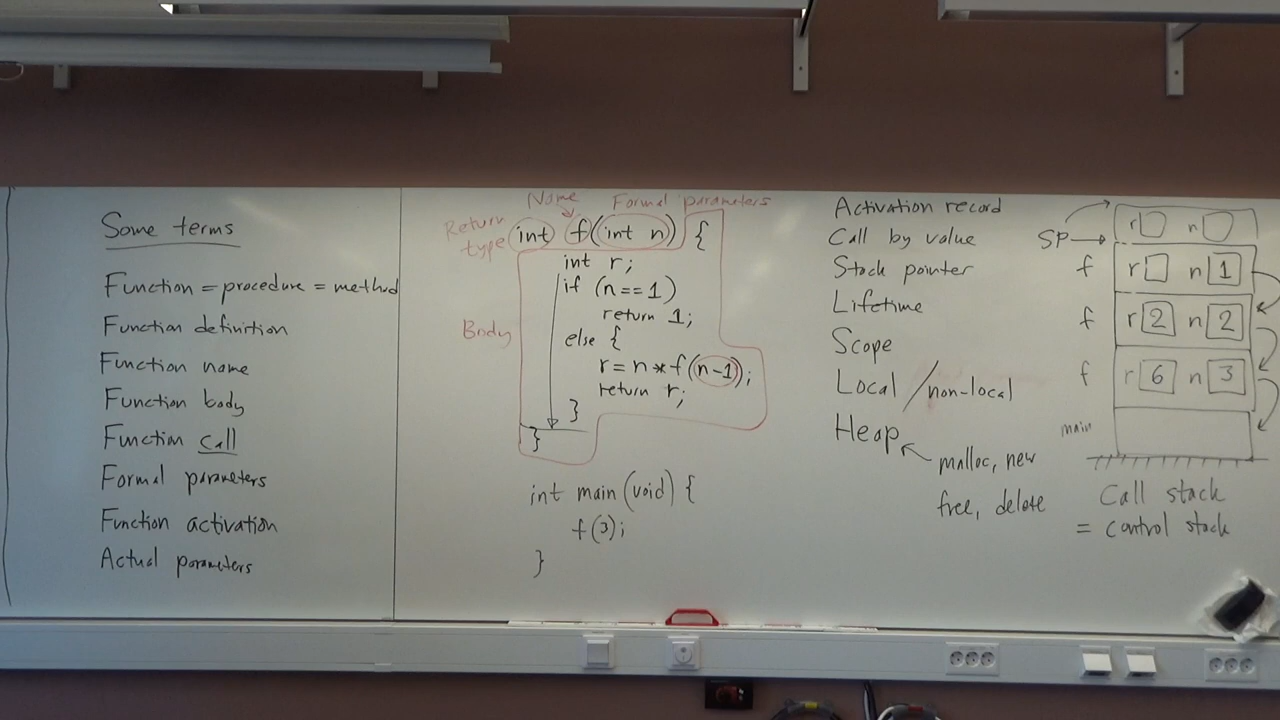 Some terms
Function = procedure = method
Function definition
Function name
Function body
Function call
Formal parameters
Function activation
Actual parameters
Name Formal parameters
Return
type
int f(int n) {
int r;
if (n==1)
return 1;
else {
r=n*f(n-1);
return r;
}
}
Body
int main(void) {
f(3);
}
Activation record
Call by value
Stack pointer
Lifetime
Scope
Local / non-local
Heap
malloc, new
free, delete
r n
SP
f r n 1
f r 2 n 2
f r 6 n 3
main
Call stack
= control stack